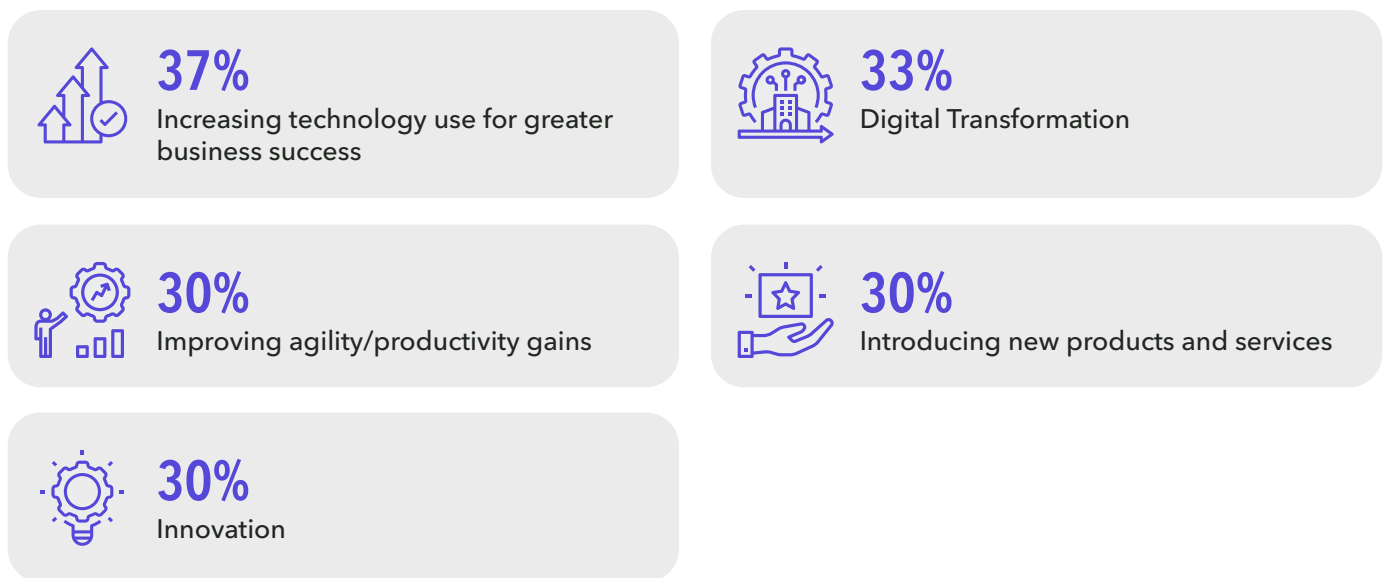 37%
Increasing technology use for greater
business success
33%
Digital Transformation
30%
Improving agility/productivity gains
30%
Introducing new products and services
30%
Innovation